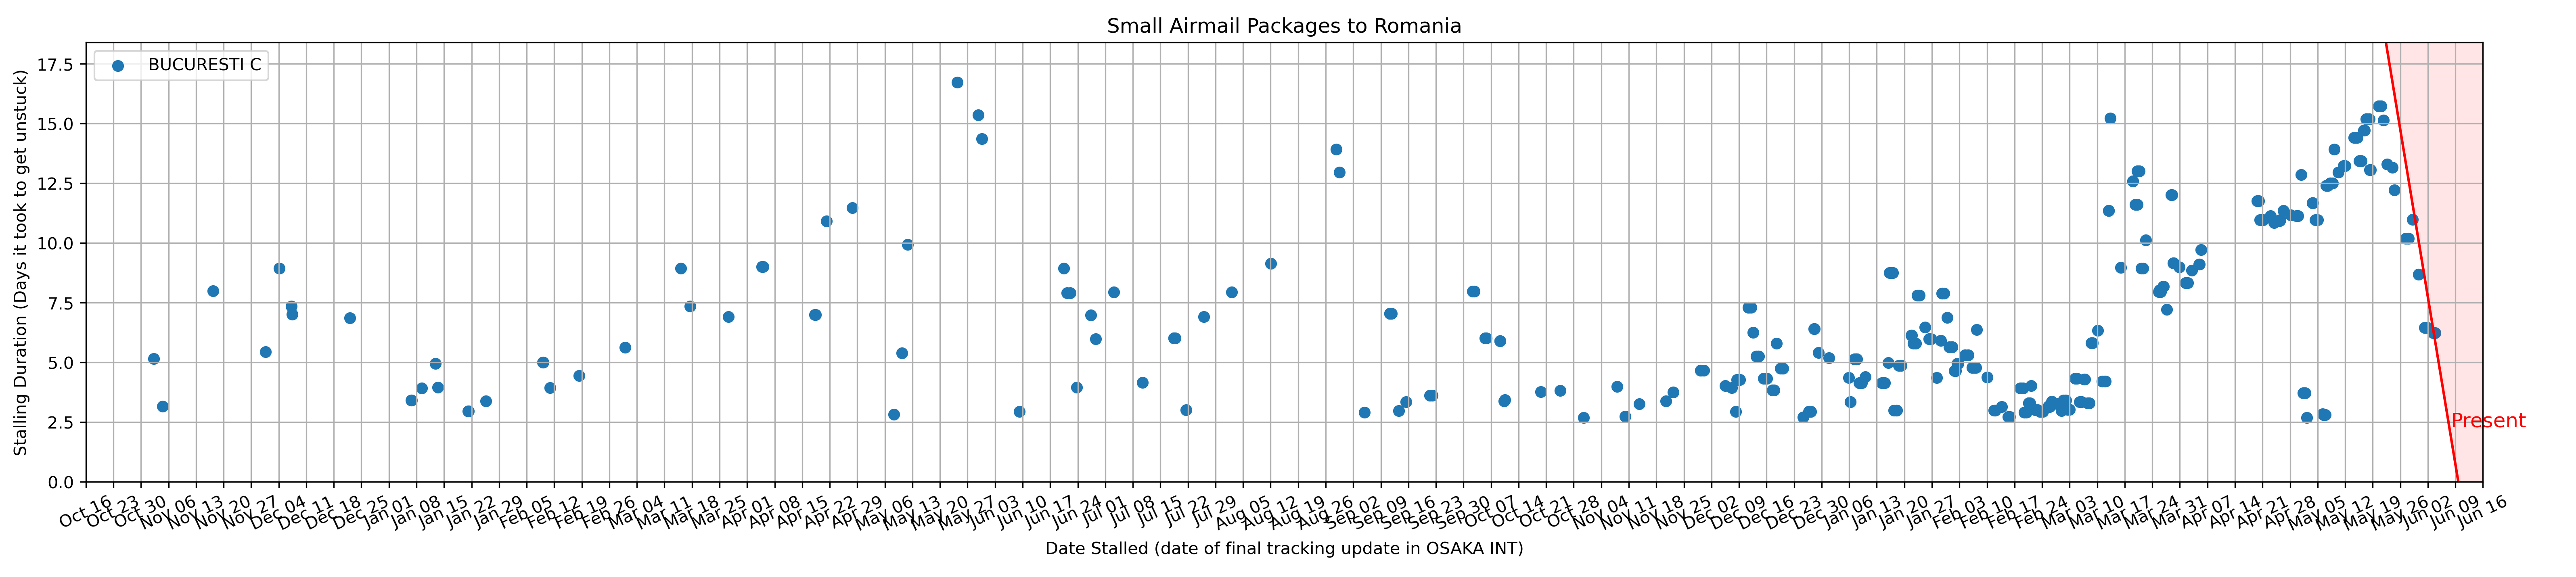 Small Airmail Packages to Romania
BUCURESTI C
Stalling Duration (Days it took to get unstuck)
17.5
15.0
12.5
10.0
7.5
5.0
2.5
0.0
Present
Oct 16 Oct 23 Oct 30 Nov 06 Nov 13 Nov 20 Nov 27 Dec 04 Dec 11 Dec 18 Dec 25 Jan 01 Jan 08 Jan 15 Jan 22 Jan 29 Feb 05 Feb 12 Feb 19 Feb 26 Mar 04 Mar 11 Mar 18 Mar 25 Apr 01 Apr 08 Apr 15 Apr 22 Apr 29 May 06 May 13 May 20 May 27 Jun 03 Jun 10 Jun 17 Jun 24 Jul 01 Jul 08 Jul 15 Jul 22 Jul 29 Aug 05 Aug 12 Aug 19 Aug 26 Sep 02 Sep 09 Sep 16 Sep 23 Sep 30 Oct 07 Oct 14 Oct 21 Oct 28 Nov 04 Nov 11 Nov 18 Nov 25 Dec 02 Dec 09 Dec 16 Dec 23 Dec 30 Jan 06 Jan 13 Jan 20 Jan 27 Feb 03 Feb 10 Feb 17 Feb 24 Mar 03 Mar 10 Mar 17 Mar 24 Mar 31 Apr 07 Apr 14 Apr 21 Apr 28 May 05 May 12 May 19 May 26 Jun 02 Jun 09 Jun 16
Date Stalled (date of final tracking update in OSAKA INT)